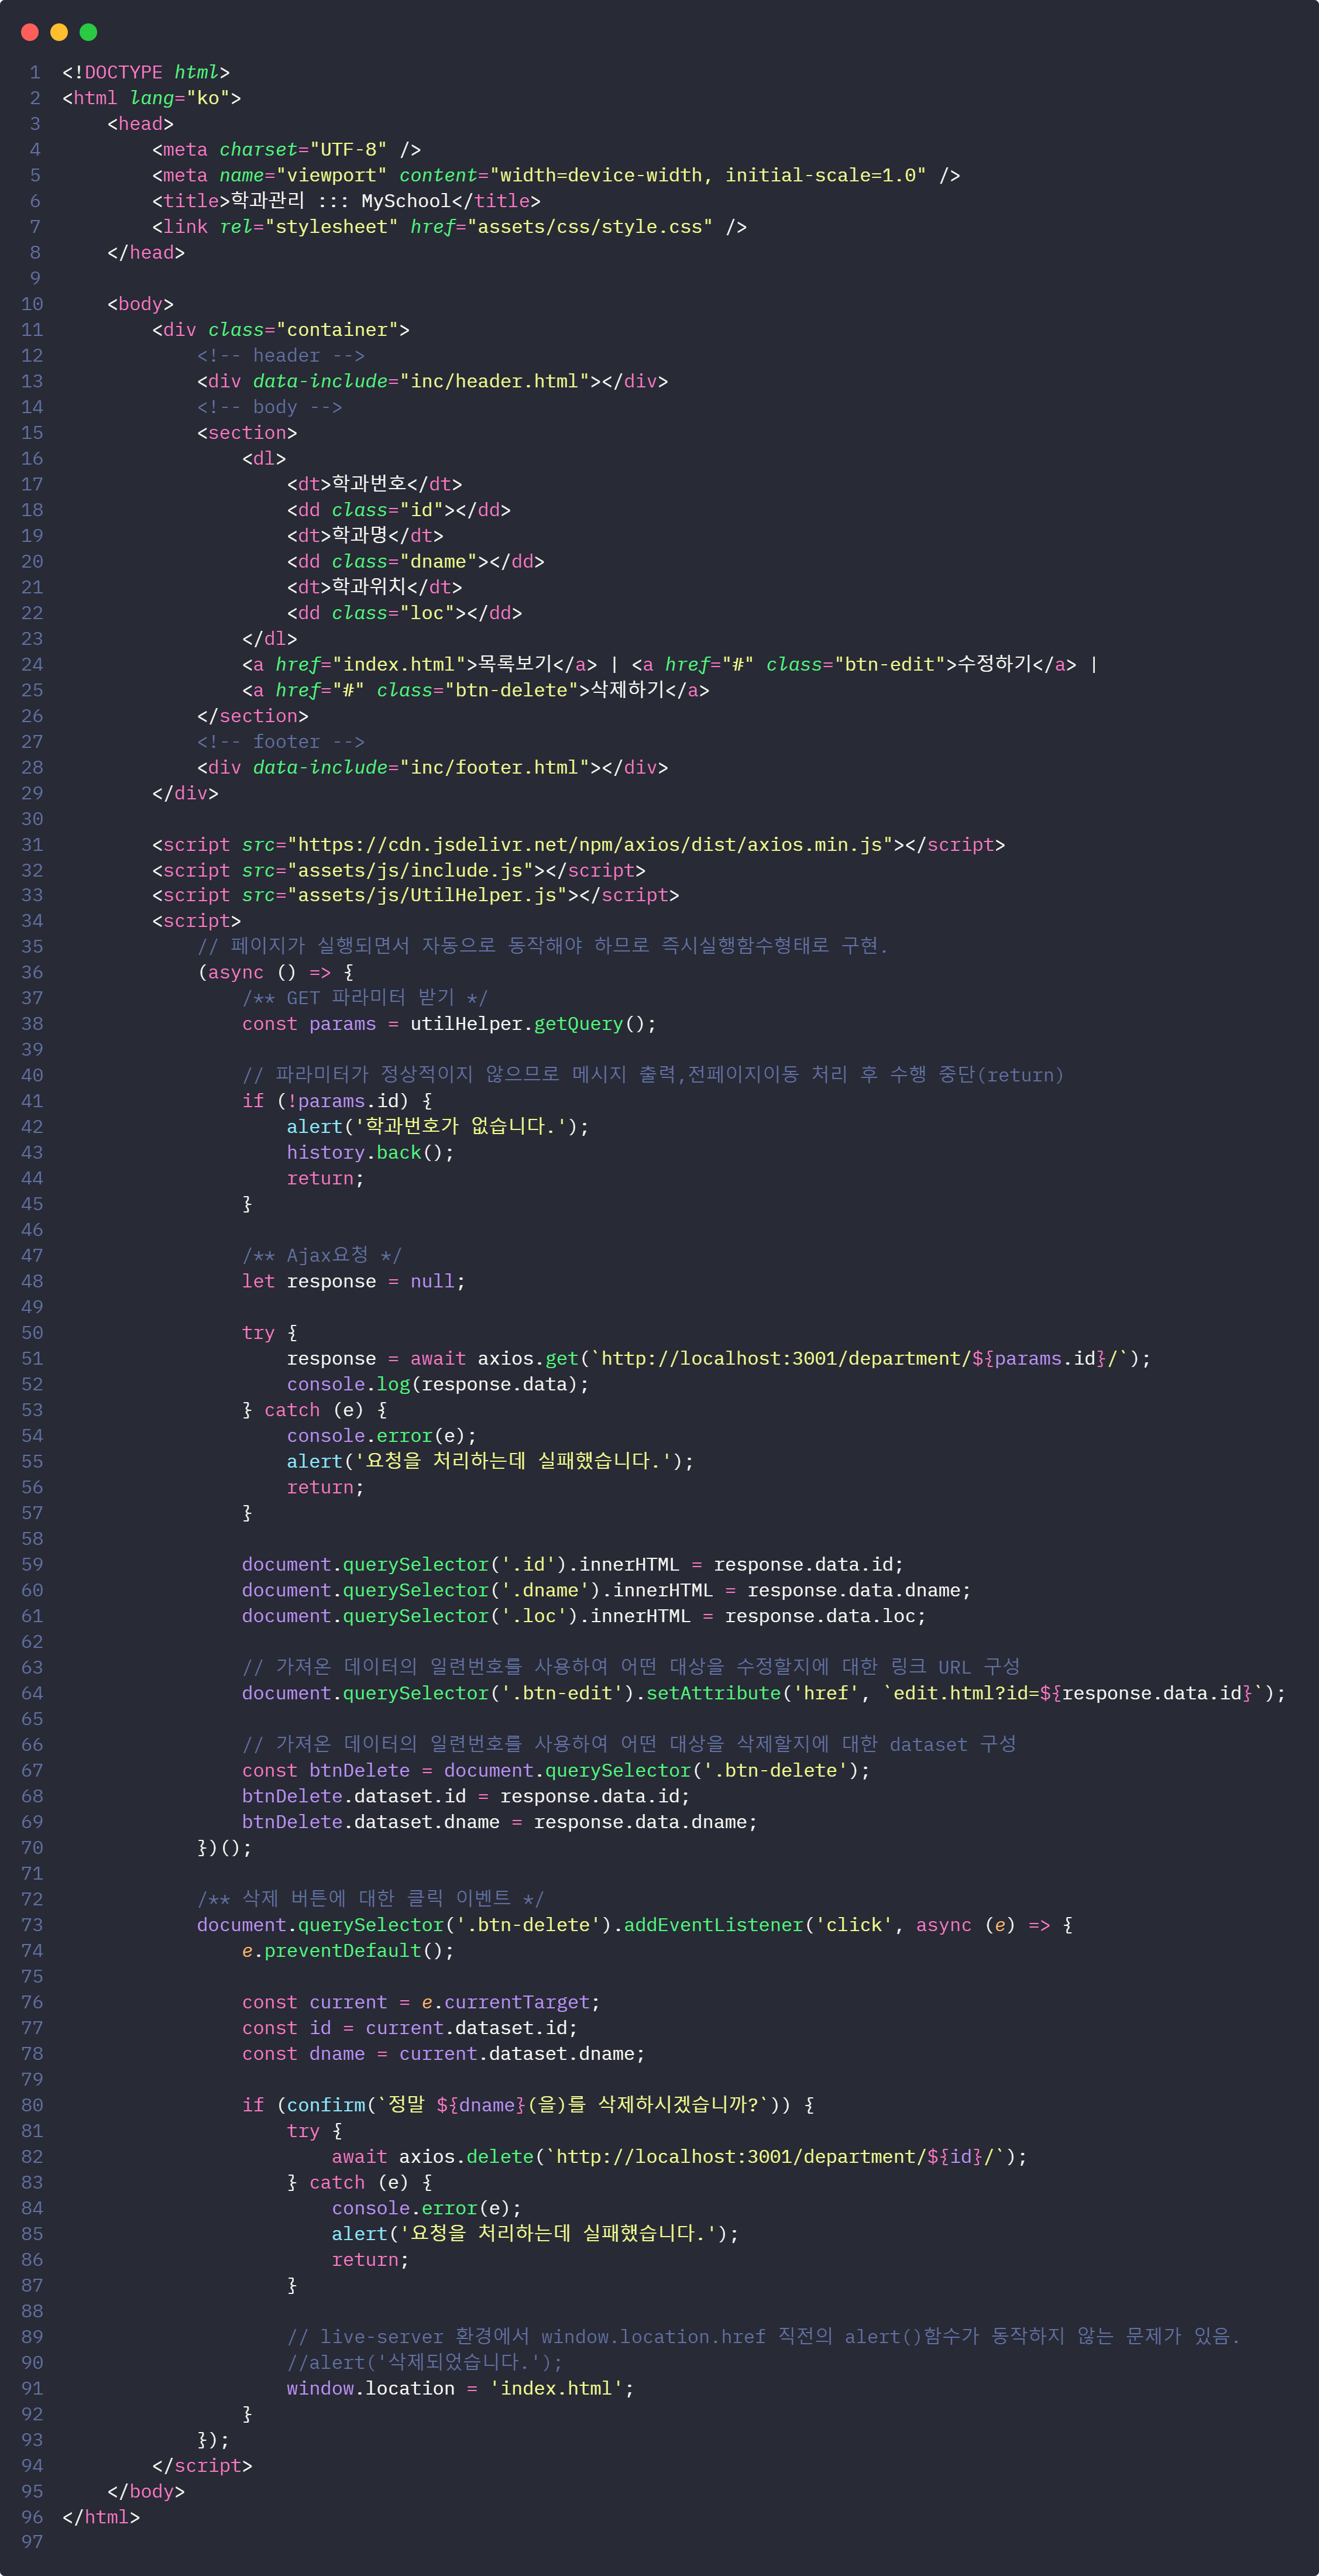 1 <!DOCTYPE html>
2 <html lang="ko">
3     <head>
4         <meta charset="UTF-8" />
5         <meta name="viewport" content="width=device-width, initial-scale=1.0" />
6         <title>학과관리 ::: MySchool</title>
7         <link rel="stylesheet" href="assets/css/style.css" />
8     </head>
9
10     <body>
11         <div class="container">
12             <!-- header -->
13             <div data-include="inc/header.html"></div>
14             <!-- body -->
15             <section>
16                 <dl>
17                     <dt>학과번호</dt>
18                     <dd class="id"></dd>
19                     <dt>학과명</dt>
20                     <dd class="dname"></dd>
21                     <dt>학과위치</dt>
22                     <dd class="loc"></dd>
23                 </dl>
24                 <a href="index.html">목록보기</a> | <a href="#" class="btn-edit">수정하기</a> |
25                 <a href="#" class="btn-delete">삭제하기</a>
26             </section>
27             <!-- footer -->
28             <div data-include="inc/footer.html"></div>
29         </div>
30
31         <script src="https://cdn.jsdelivr.net/npm/axios/dist/axios.min.js"></script>
32         <script src="assets/js/include.js"></script>
33         <script src="assets/js/UtilHelper.js"></script>
34         <script>
35             // 페이지가 실행되면서 자동으로 동작해야 하므로 즉시실행함수형태로 구현.
36             (async () => {
37                 /** GET 파라미터 받기 */
38                 const params = utilHelper.getQuery();
39
40                 // 파라미터가 정상적이지 않으므로 메시지 출력,전페이지이동 처리 후 수행 중단(return)
41                 if (!params.id) {
42                     alert('학과번호가 없습니다.');
43                     history.back();
44                     return;
45                 }
46
47                 /** Ajax요청 */
48                 let response = null;
49
50                 try {
51                     response = await axios.get(`http://localhost:3001/department/${params.id}/`);
52                     console.log(response.data);
53                 } catch (e) {
54                     console.error(e);
55                     alert('요청을 처리하는데 실패했습니다.');
56                     return;
57                 }
58
59                 document.querySelector('.id').innerHTML = response.data.id;
60                 document.querySelector('.dname').innerHTML = response.data.dname;
61                 document.querySelector('.loc').innerHTML = response.data.loc;
62
63                 // 가져온 데이터의 일련번호를 사용하여 어떤 대상을 수정할지에 대한 링크 URL 구성
64                 document.querySelector('.btn-edit').setAttribute('href', `edit.html?id=${response.data.id}`);
65
66                 // 가져온 데이터의 일련번호를 사용하여 어떤 대상을 삭제할지에 대한 dataset 구성
67                 const btnDelete = document.querySelector('.btn-delete');
68                 btnDelete.dataset.id = response.data.id;
69                 btnDelete.dataset.dname = response.data.dname;
70             })();
71
72             /** 삭제 버튼에 대한 클릭 이벤트 */
73             document.querySelector('.btn-delete').addEventListener('click', async (e) => {
74                 e.preventDefault();
75
76                 const current = e.currentTarget;
77                 const id = current.dataset.id;
78                 const dname = current.dataset.dname;
79
80                 if (confirm(`정말 ${dname}(을)를 삭제하시겠습니까?`)) {
81                     try {
82                         await axios.delete(`http://localhost:3001/department/${id}/`);
83                     } catch (e) {
84                         console.error(e);
85                         alert('요청을 처리하는데 실패했습니다.');
86                         return;
87                     }
88
89                     // live-server 환경에서 window.location.href 직전의 alert()함수가 동작하지 않는 문제가 있음.
90                     //alert('삭제되었습니다.');
91                     window.location = 'index.html';
92                 }
93             });
94         </script>
95     </body>
96 </html>
97